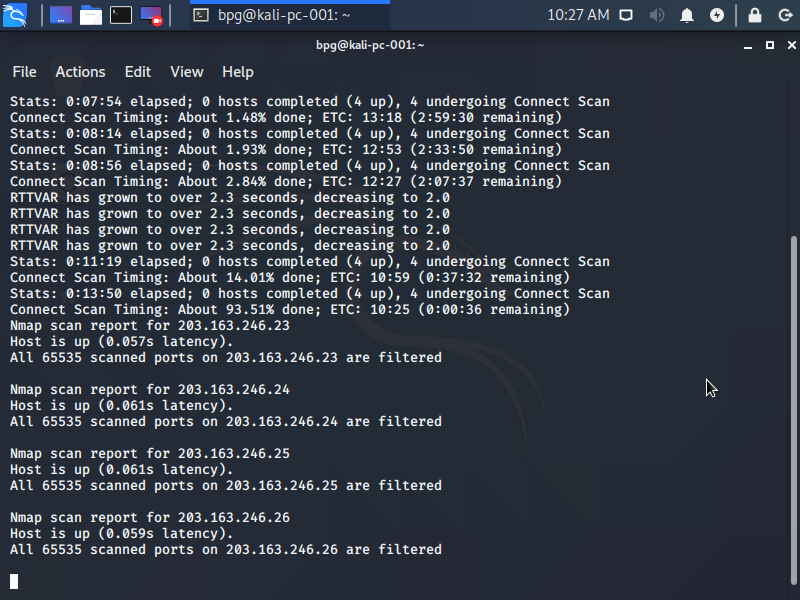 bpg@kali-pc-001: ~
10:27 AM
bpg@kali-pc-001:~
File Actions Edit View Help
Stats: 0:07:54 elapsed; 0 hosts completed (4 up), 4 undergoing Connect Scan
Connect Scan Timing: About 1.48% done; ETC: 13:18 (2:59:30 remaining)
Stats: 0:08:14 elapsed; 0 hosts completed (4 up), 4 undergoing Connect Scan
Connect Scan Timing: About 1.93% done; ETC: 12:53 (2:33:50 remaining)
Stats: 0:08:56 elapsed; 0 hosts completed (4 up), 4 undergoing Connect Scan
Connect Scan Timing: About 2.84% done; ETC: 12:27 (2:07:37 remaining)
RTTVAR has grown to over 2.3 seconds, decreasing to 2.0
RTTVAR has grown to over 2.3 seconds, decreasing to 2.0
RTTVAR has grown to over 2.3 seconds, decreasing to 2.0
RTTVAR has grown to over 2.3 seconds, decreasing to 2.0
Stats: 0:11:19 elapsed; 0 hosts completed (4 up), 4 undergoing Connect Scan
Connect Scan Timing: About 14.01% done; ETC: 10:59 (0:37:32 remaining)
Stats: 0:13:50 elapsed; 0 hosts completed (4 up), 4 undergoing Connect Scan
Connect Scan Timing: About 93.51% done; ETC: 10:25 (0:00:36 remaining)
Nmap scan report for 203.163.246.23
Host is up (0.057s latency).
All 65535 scanned ports on 203.163.246.23 are filtered
Nmap scan report for 203.163.246.24
Host is up (0.061s latency).
All 65535 scanned ports on 203.163.246.24 are filtered
Nmap scan report for 203.163.246.25
Host is up (0.061s latency).
All 65535 scanned ports on 203.163.246.25 are filtered
Nmap scan report for 203.163.246.26
Host is up (0.059s latency).
All 65535 scanned ports on 203.163.246.26 are filtered